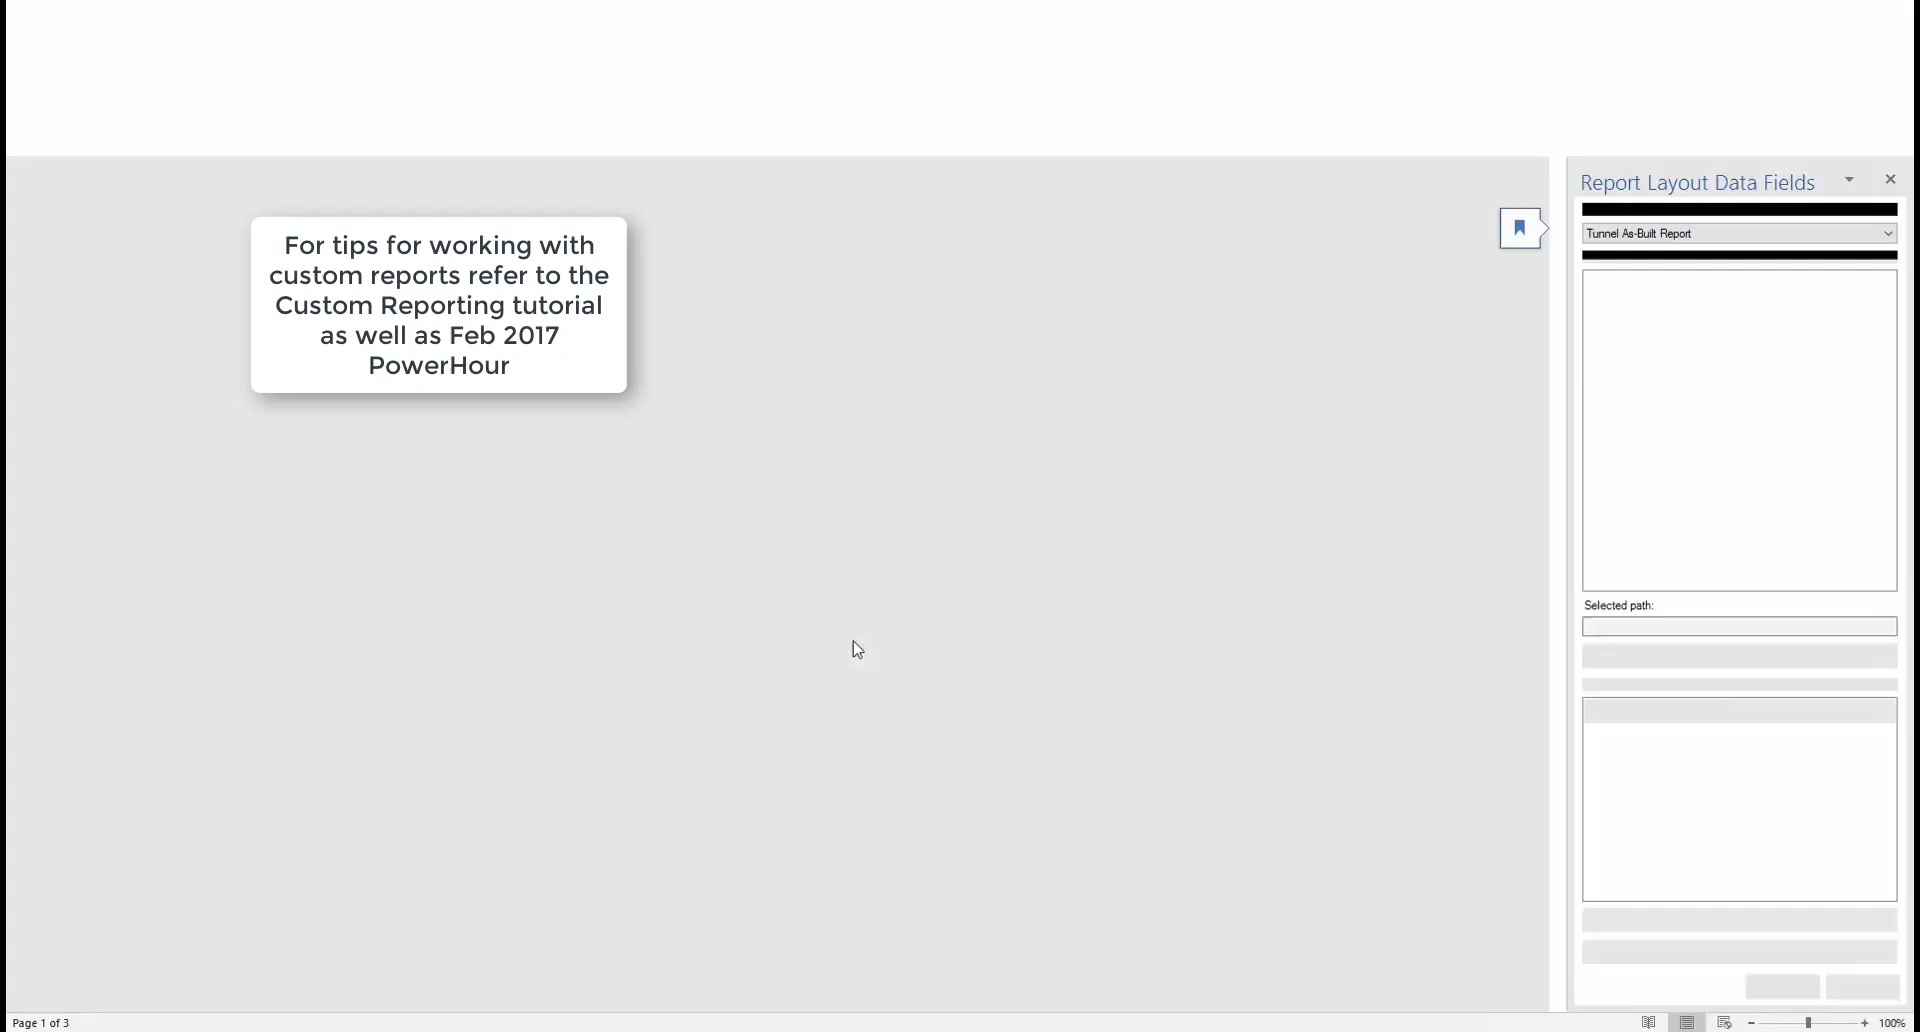 Report Layout Data Fields
Tunnel As-Built Report
For tips for working with
custom reports refer to the
Custom Reporting tutorial
as well as Feb 2017
PowerHour
Selected path:
Page 1 of 3
100%